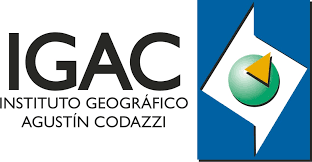 IGAC
INSTITUTO GEOGRÁFICO
AGUSTÍN CODAZZI